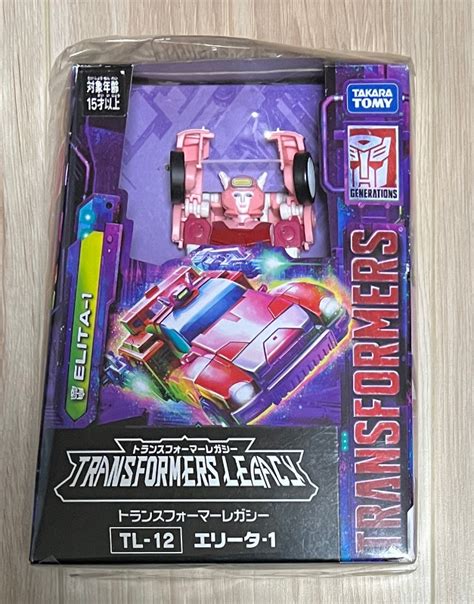 対象年齢
15才以上
TAKARA
TOMY
GENERATIONS
TRANSFORMERS
ELITA-1
トランスフォーマーレガシー
TRANSFORMERS LEGACY
トランスフォーマーレガシー
TL-12 エリータ-1